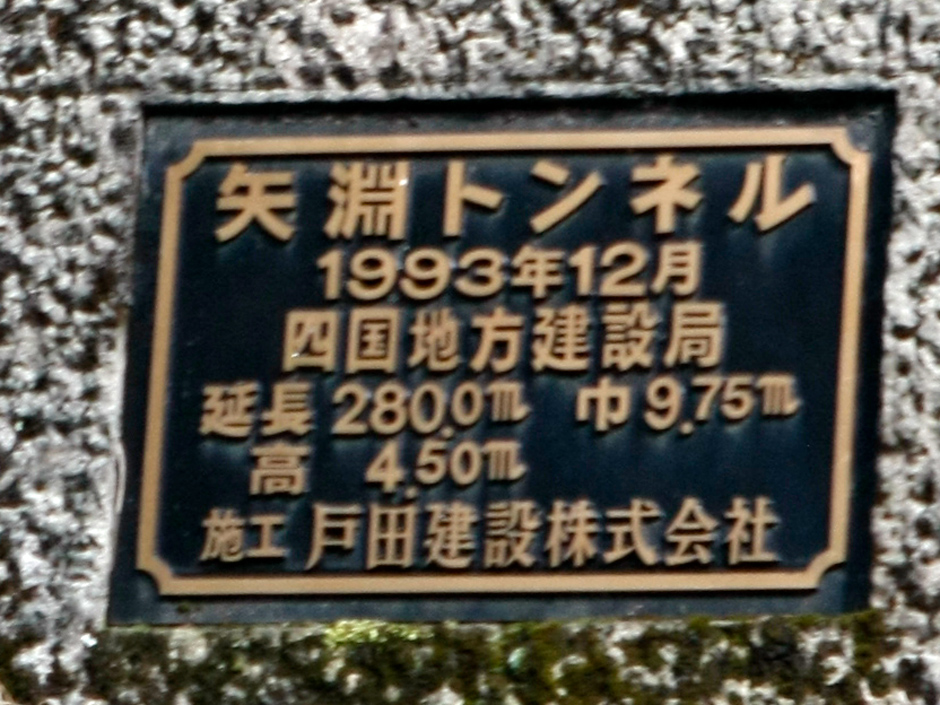 矢淵トンネル
1993年12月
四国地方建設局
延長 280.0m 巾 9.75m
高 4.50m
施工 戸田建設株式会社